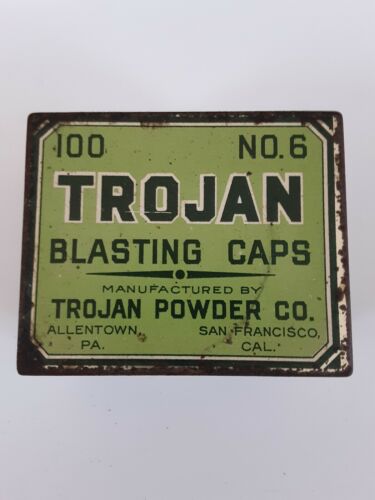 100 NO.6
TROJAN
BLASTING CAPS
MANUFACTURED BY
TROJAN POWDER CO.
ALLENTOWN, SAN FRANCISCO,
PA. CAL.